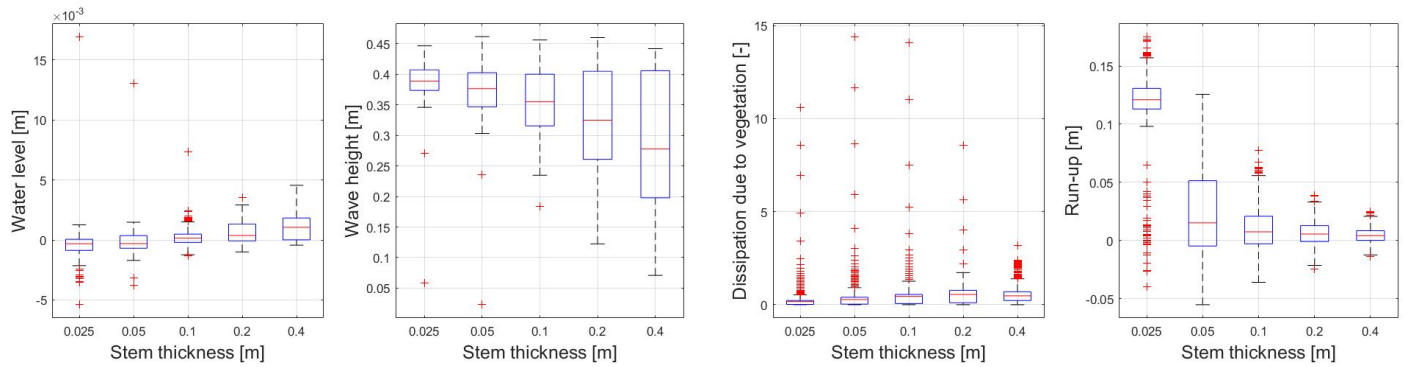 ×10⁻³
15
10
5
0
-5
Water level [m]
0.025 0.05 0.1 0.2 0.4
Stem thickness [m]
0.45
0.4
0.35
0.3
0.25
0.2
0.15
0.1
0.05
Wave height [m]
0.025 0.05 0.1 0.2 0.4
Stem thickness [m]
15
10
5
0
Dissipation due to vegetation [-]
0.025 0.05 0.1 0.2 0.4
Stem thickness [m]
0.15
0.1
0.05
0
-0.05
Run-up [m]
0.025 0.05 0.1 0.2 0.4
Stem thickness [m]